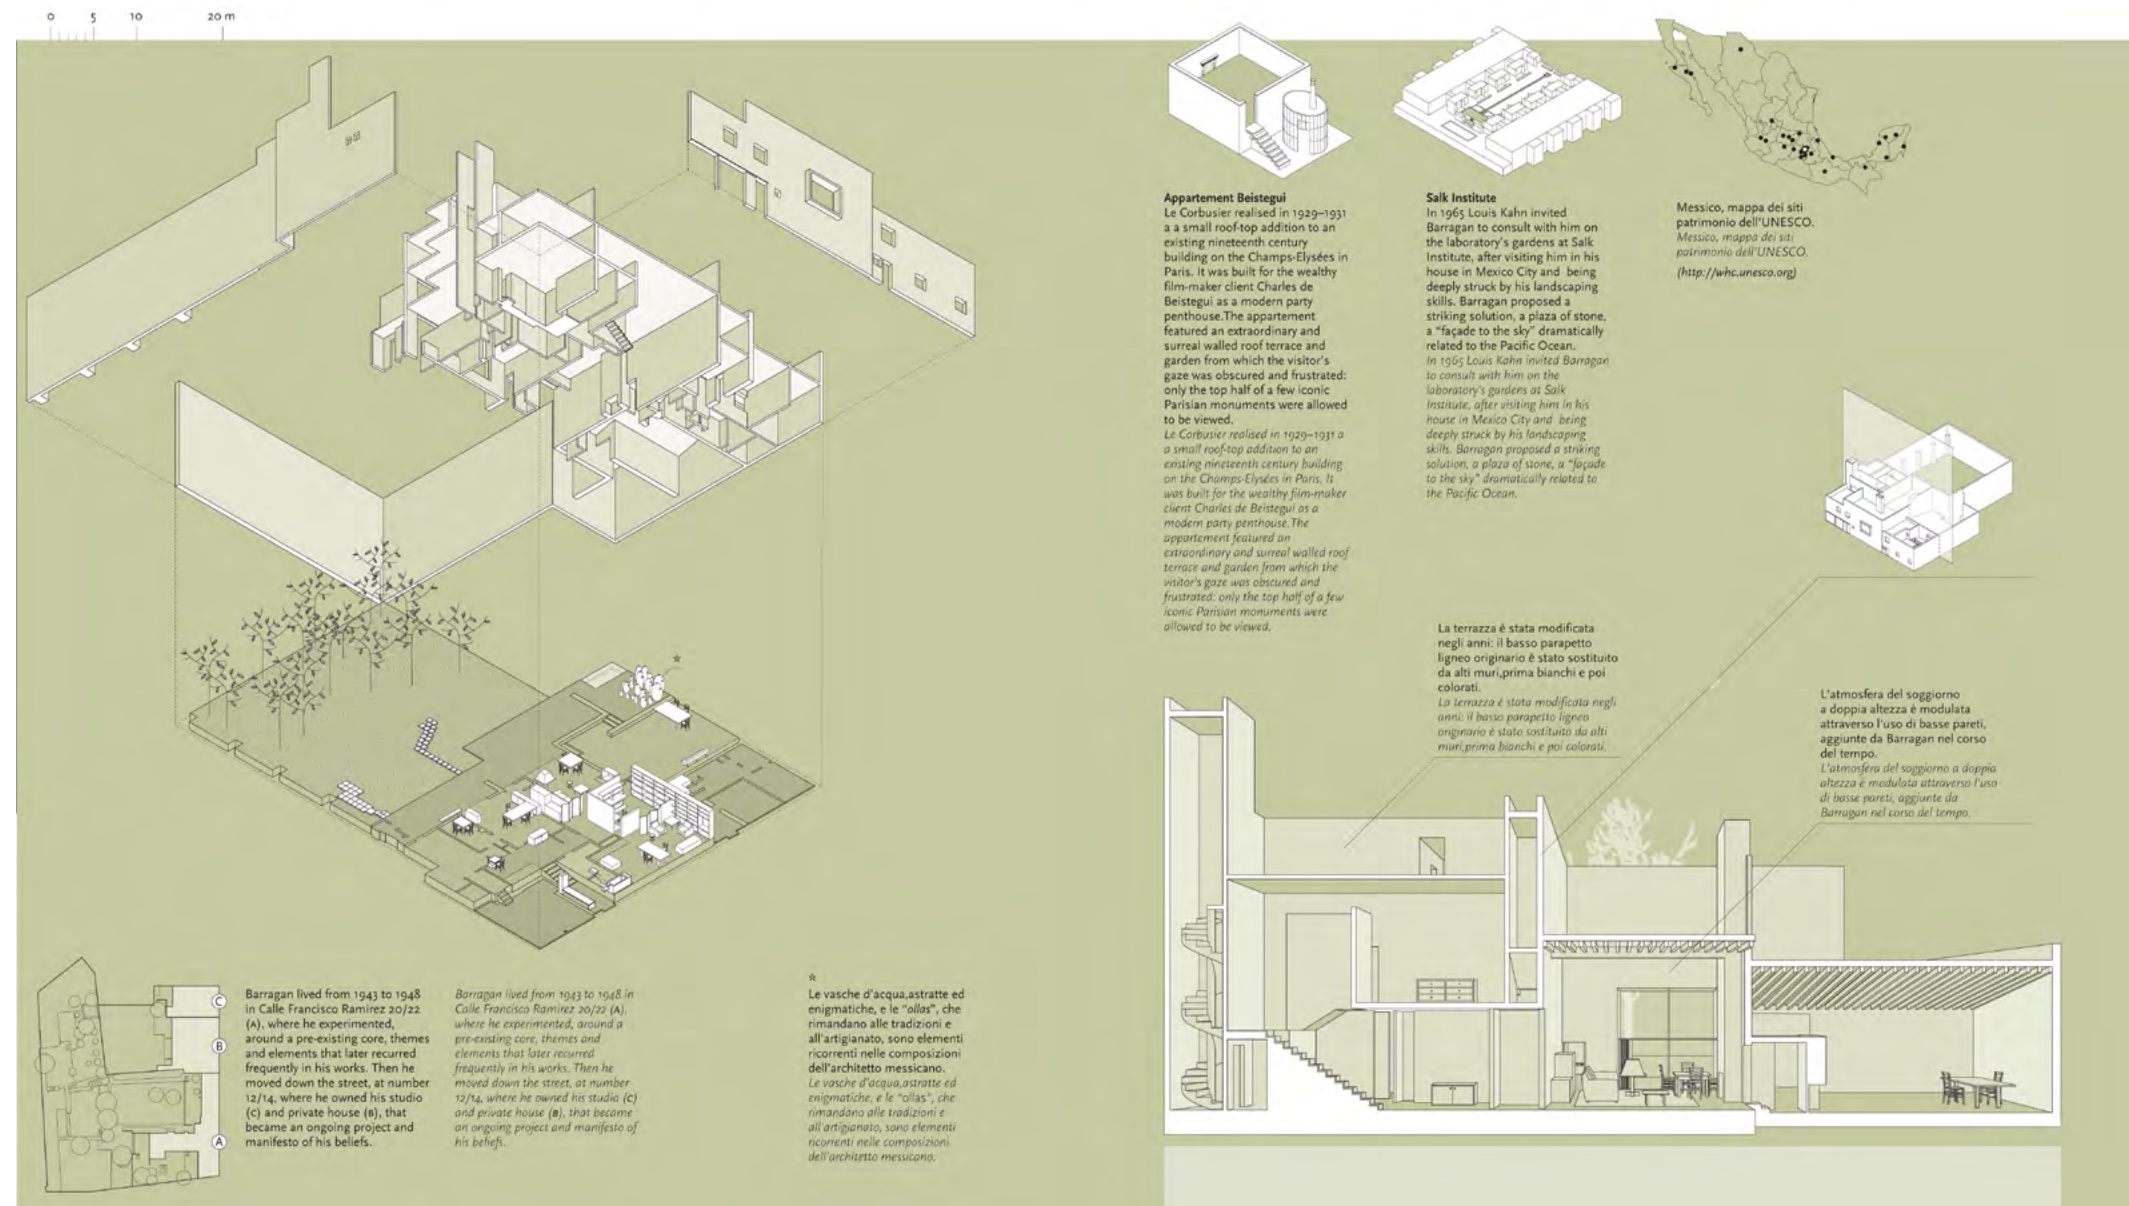 0 5 10 20 m
Appartement Beistegui
Le Corbusier realised in 1929–1931
a a small roof-top addition to an
existing nineteenth century
building on the Champs-Elysées in
Paris. It was built for the wealthy
film-maker client Charles de
Beistegui as a modern party
penthouse.The appartement
featured an extraordinary and
surreal walled roof terrace and
garden from which the visitor's
gaze was obscured and frustrated:
only the top half of a few iconic
Parisian monuments were allowed
to be viewed.
Le Corbusier realised in 1929–1931 a
a small roof-top addition to an
existing nineteenth century building
on the Champs-Elysées in Paris. It
was built for the wealthy film-maker
client Charles de Beistegui as a
modern party penthouse.The
appartement featured an
extraordinary and surreal walled roof
terrace and garden from which the
visitor's gaze was obscured and
frustrated: only the top half of a few
iconic Parisian monuments were
allowed to be viewed.
Salk Institute
In 1965 Louis Kahn invited
Barragan to consult with him on
the laboratory's gardens at Salk
Institute, after visiting him in his
house in Mexico City and being
deeply struck by his landscaping
skills. Barragan proposed a
striking solution, a plaza of stone,
a "façade to the sky" dramatically
related to the Pacific Ocean.
In 1965 Louis Kahn invited Barragan
to consult with him on the
laboratory's gardens at Salk
Institute, after visiting him in his
house in Mexico City and being
deeply struck by his landscaping
skills. Barragan proposed a striking
solution, a plaza of stone, a "façade
to the sky" dramatically related to
the Pacific Ocean.
Messico, mappa dei siti
patrimonio dell'UNESCO.
Messico, mappa dei siti
patrimonio dell'UNESCO.
(http://whc.unesco.org)
La terrazza è stata modificata
negli anni: il basso parapetto
ligneo originario è stato sostituito
da alti muri,prima bianchi e poi
colorati.
La terrazza è stata modificata negli
anni: il basso parapetto ligneo
originario è stato sostituito da alti
muri,prima bianchi e poi colorati.
L'atmosfera del soggiorno
a doppia altezza è modulata
attraverso l'uso di basse pareti,
aggiunte da Barragan nel corso
del tempo.
L'atmosfera del soggiorno a doppia
altezza è modulata attraverso l'uso
di basse pareti, aggiunte da
Barragan nel corso del tempo.
C
B
A
Barragan lived from 1943 to 1948
in Calle Francisco Ramirez 20/22
(A), where he experimented,
around a pre-existing core, themes
and elements that later recurred
frequently in his works. Then he
moved down the street, at number
12/14, where he owned his studio
(C) and private house (B), that
became an ongoing project and
manifesto of his beliefs.
Barragan lived from 1943 to 1948 in
Calle Francisco Ramirez 20/22 (A),
where he experimented, around a
pre-existing core, themes and
elements that later recurred
frequently in his works. Then he
moved down the street, at number
12/14, where he owned his studio (C)
and private house (B), that became
an ongoing project and manifesto of
his beliefs.
Le vasche d'acqua,astratte ed
enigmatiche, e le "ollas", che
rimandano alle tradizioni e
all'artigianato, sono elementi
ricorrenti nelle composizioni
dell'architetto messicano.
Le vasche d'acqua,astratte ed
enigmatiche, e le "ollas", che
rimandano alle tradizioni e
all'artigianato, sono elementi
ricorrenti nelle composizioni
dell'architetto messicano.